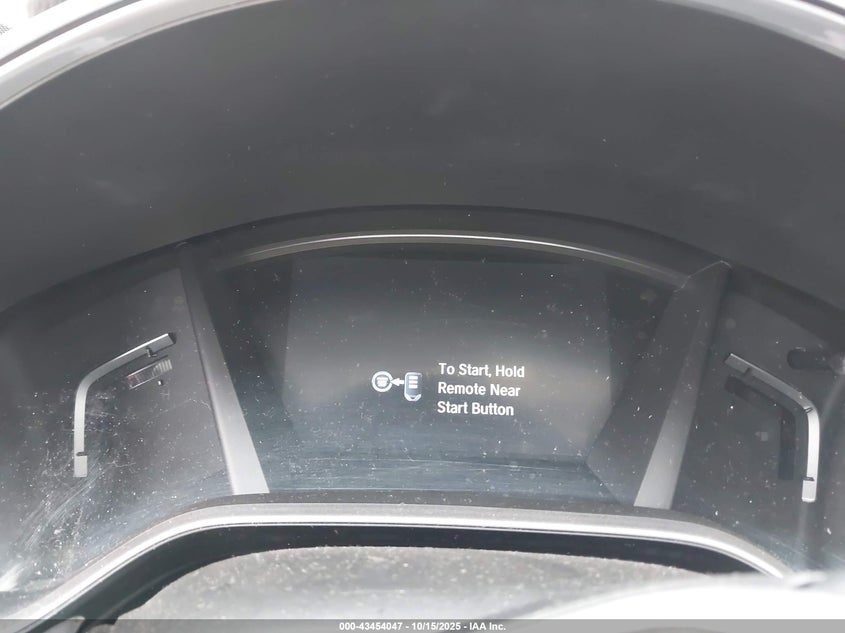 To Start, Hold
Remote Near
Start Button
000-43454047 - 10/15/2025 - IAA Inc.